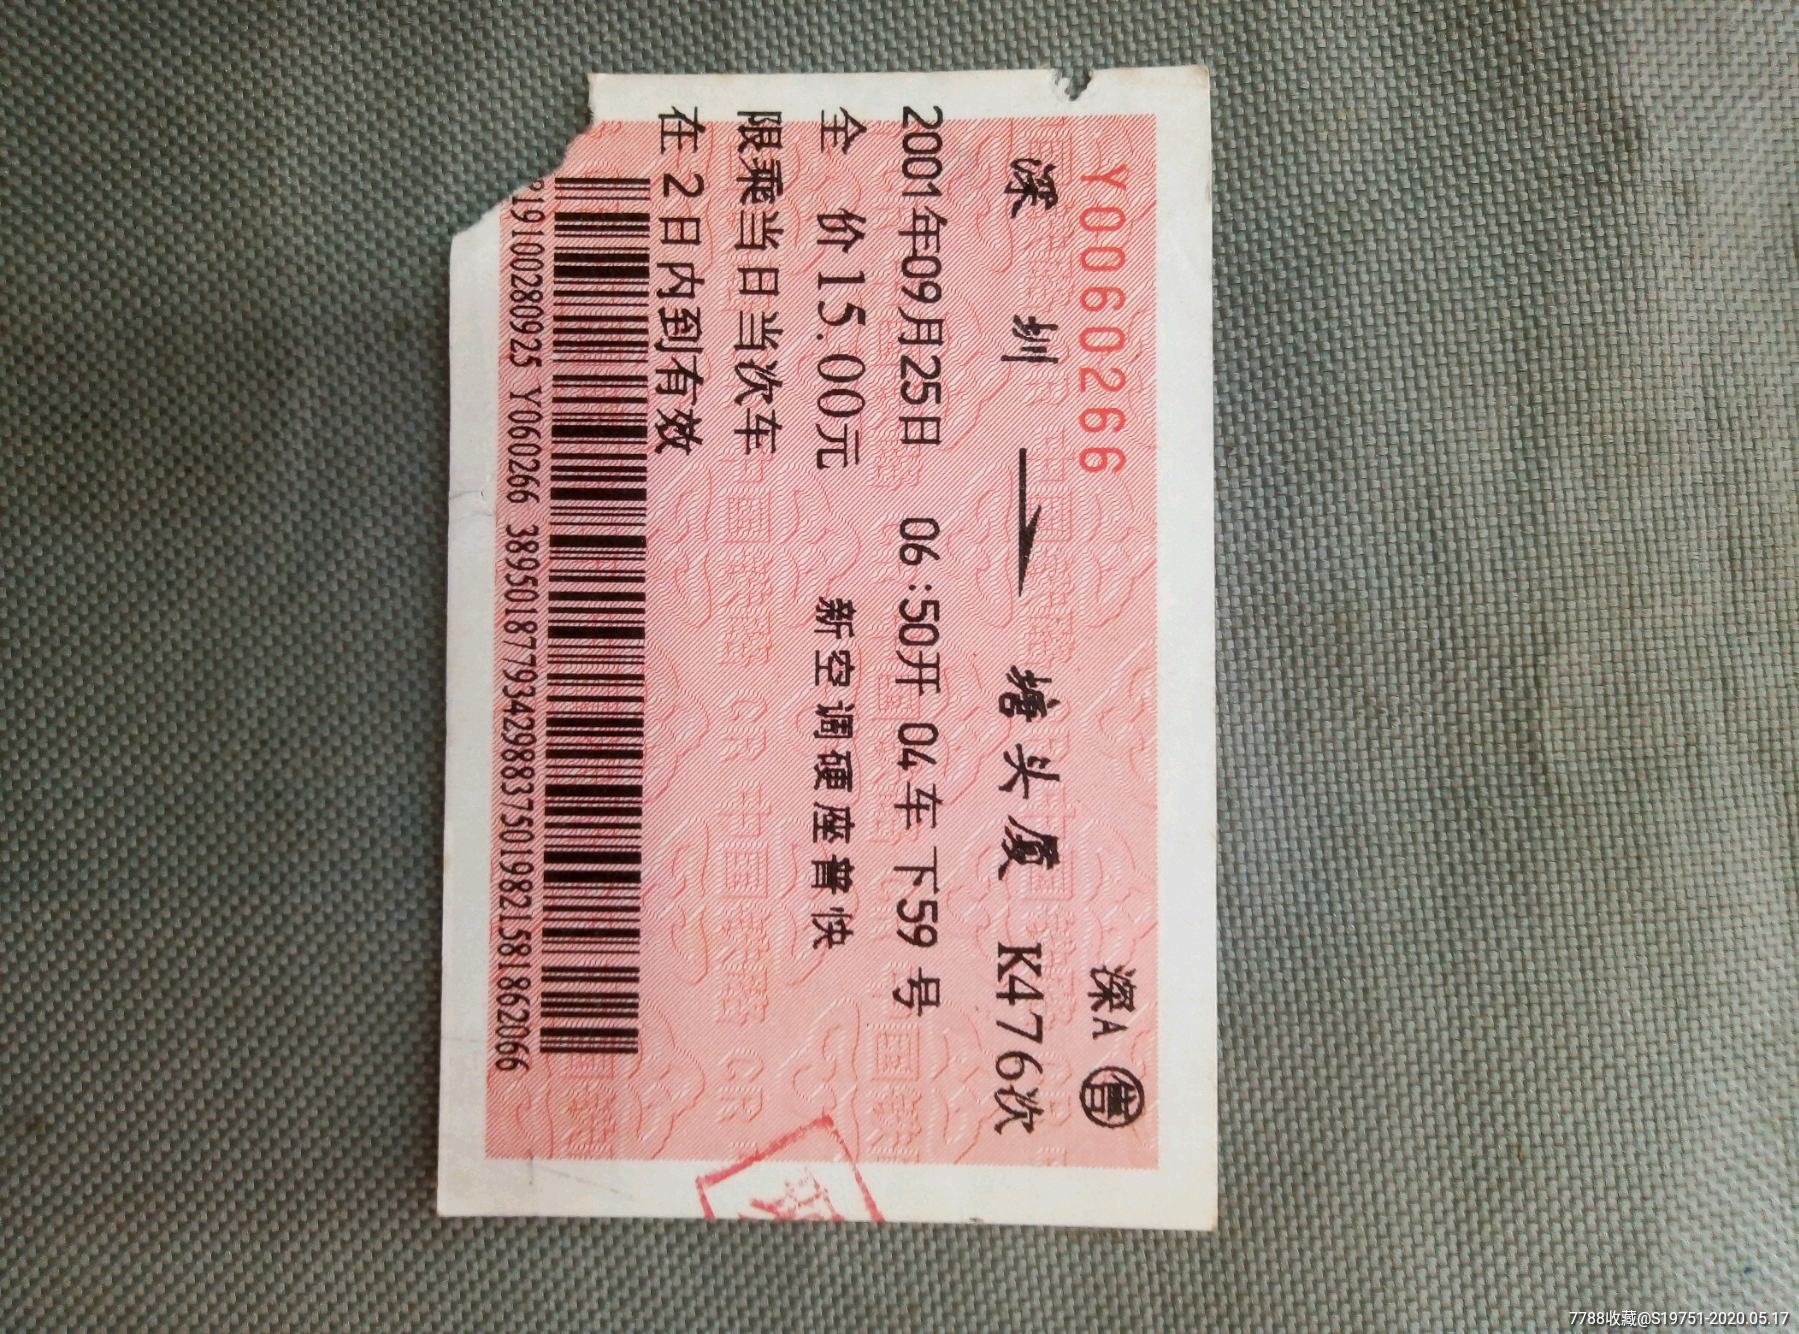 Y0060266 深A 售
深圳 塘头厦 K476次
2001年09月25日 06:50开 04车 下59号
全 价15.00元 新空调硬座普快
限乘当日当次车
在2日内到有效
1910028092 Y060266
7788收藏@S19751-2020.05.17